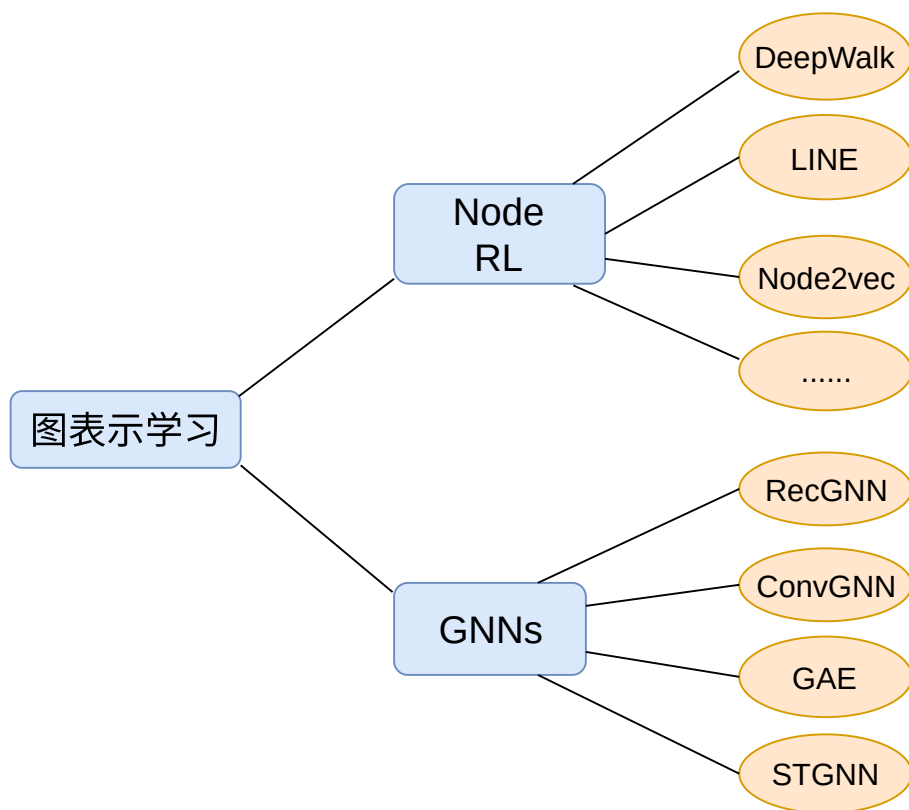 图表示学习
Node
RL
DeepWalk
LINE
Node2vec
......
GNNs
RecGNN
ConvGNN
GAE
STGNN